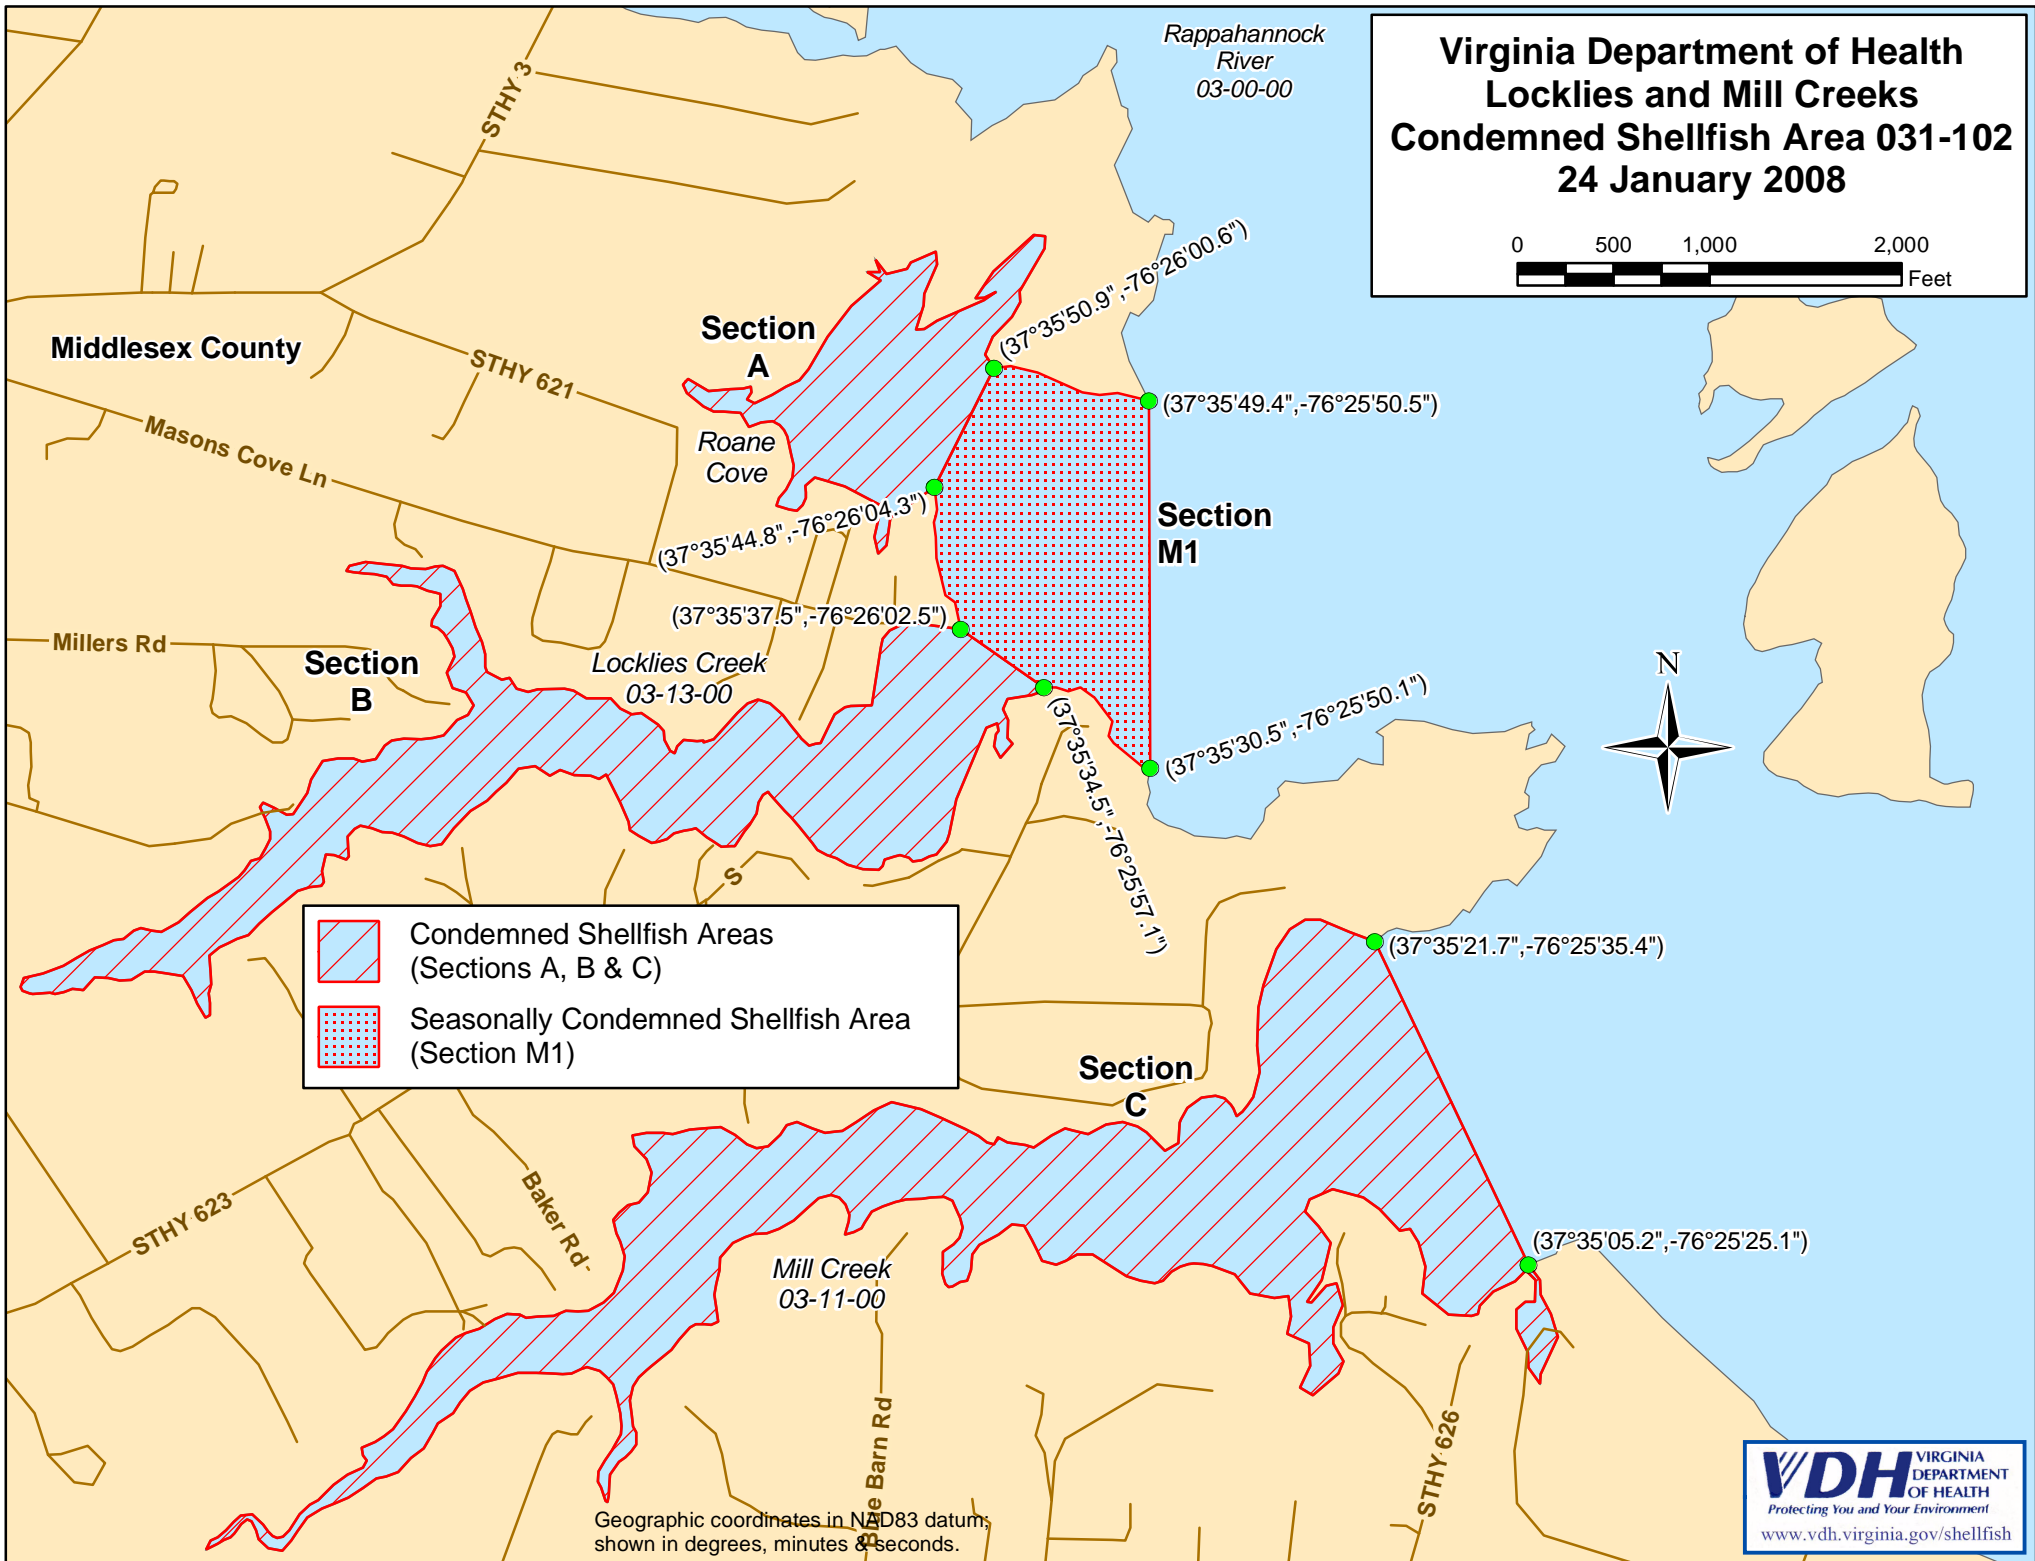 Rappahannock
River
03-00-00
Virginia Department of Health
Locklies and Mill Creeks
Condemned Shellfish Area 031-102
24 January 2008
0 500 1,000 2,000
Feet
STHY 3
(37°35'50.9",-76°26'00.6")
Section
A
Middlesex County
STHY 621
(37°35'49.4",-76°25'50.5")
Masons Cove Ln
Roane
Cove
(37°35'44.8",-76°26'04.3")
Section
M1
(37°35'37.5",-76°26'02.5")
Millers Rd
Section
B
Locklies Creek
03-13-00
N
(37°35'30.5",-76°25'50.1")
(37°35'34.5",-76°25'57.1")
S
Condemned Shellfish Areas
(Sections A, B & C)
Seasonally Condemned Shellfish Area
(Section M1)
(37°35'21.7",-76°25'35.4")
Section
C
STHY 623
Baker Rd
Mill Creek
03-11-00
(37°35'05.2",-76°25'25.1")
Blue Barn Rd
STHY 626
Geographic coordinates in NAD83 datum;
shown in degrees, minutes & seconds.
VDH VIRGINIA
DEPARTMENT
OF HEALTH
Protecting You and Your Environment
www.vdh.virginia.gov/shellfish